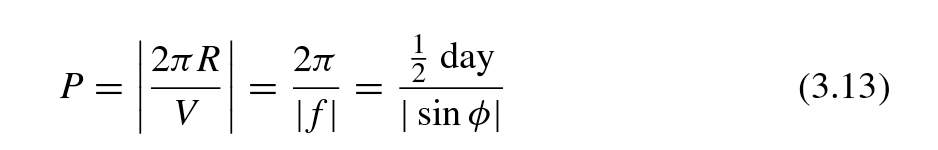 P = |2πR/V| = 2π/|f| = ½ day/|sin ϕ| (3.13)